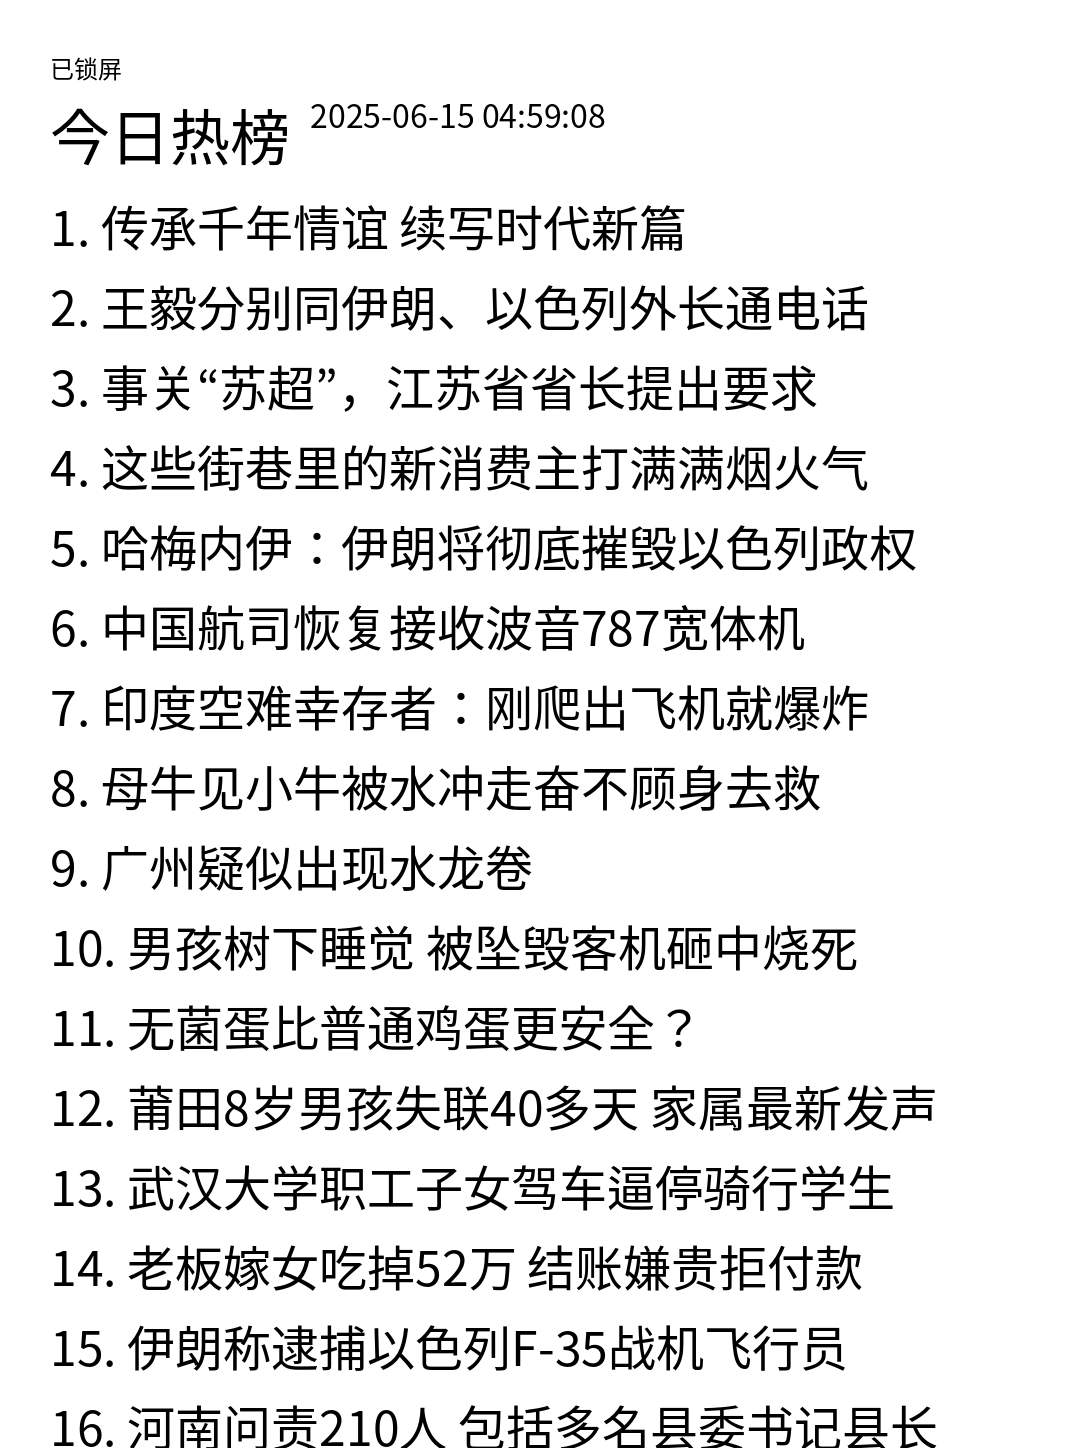 已锁屏
今日热榜 2025-06-15 04:59:08
1. 传承千年情谊 续写时代新篇
2. 王毅分别同伊朗、以色列外长通电话
3. 事关“苏超”，江苏省省长提出要求
4. 这些街巷里的新消费主打满满烟火气
5. 哈梅内伊：伊朗将彻底摧毁以色列政权
6. 中国航司恢复接收波音787宽体机
7. 印度空难幸存者：刚爬出飞机就爆炸
8. 母牛见小牛被水冲走奋不顾身去救
9. 广州疑似出现水龙卷
10. 男孩树下睡觉 被坠毁客机砸中烧死
11. 无菌蛋比普通鸡蛋更安全？
12. 莆田8岁男孩失联40多天 家属最新发声
13. 武汉大学职工子女驾车逼停骑行学生
14. 老板嫁女吃掉52万 结账嫌贵拒付款
15. 伊朗称逮捕以色列F-35战机飞行员
16. 河南问责210人 包括多名县委书记县长